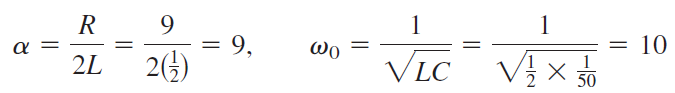 α = R/2L = 9/2(1/2) = 9, ω0 = 1/√LC = 1/√1/2 × 1/50 = 10